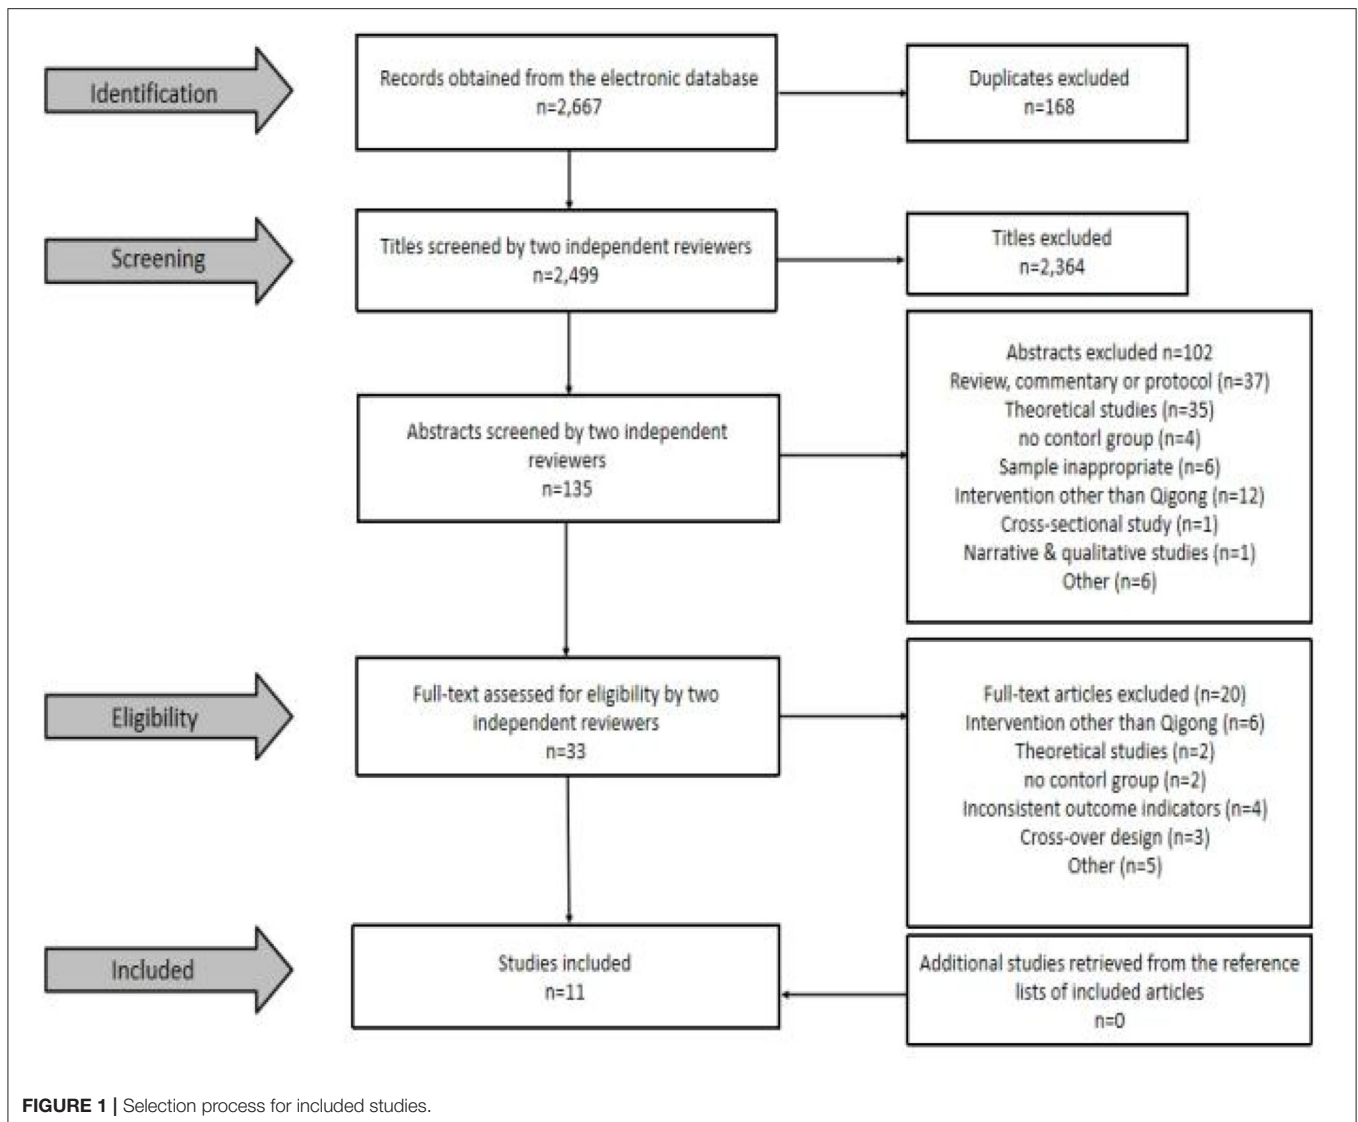 Identification
Records obtained from the electronic database
n=2,667
Duplicates excluded
n=168
Screening
Titles screened by two independent reviewers
n=2,499
Titles excluded
n=2,364
Abstracts screened by two independent
reviewers
n=135
Abstracts excluded n=102
Review, commentary or protocol (n=37)
Theoretical studies (n=35)
no contorl group (n=4)
Sample inappropriate (n=6)
Intervention other than Qigong (n=12)
Cross-sectional study (n=1)
Narrative & qualitative studies (n=1)
Other (n=6)
Eligibility
Full-text assessed for eligibility by two
independent reviewers
n=33
Full-text articles excluded (n=20)
Intervention other than Qigong (n=6)
Theoretical studies (n=2)
no contorl group (n=2)
Inconsistent outcome indicators (n=4)
Cross-over design (n=3)
Other (n=5)
Included
Studies included
n=11
Additional studies retrieved from the reference
lists of included articles
n=0
FIGURE 1 | Selection process for included studies.